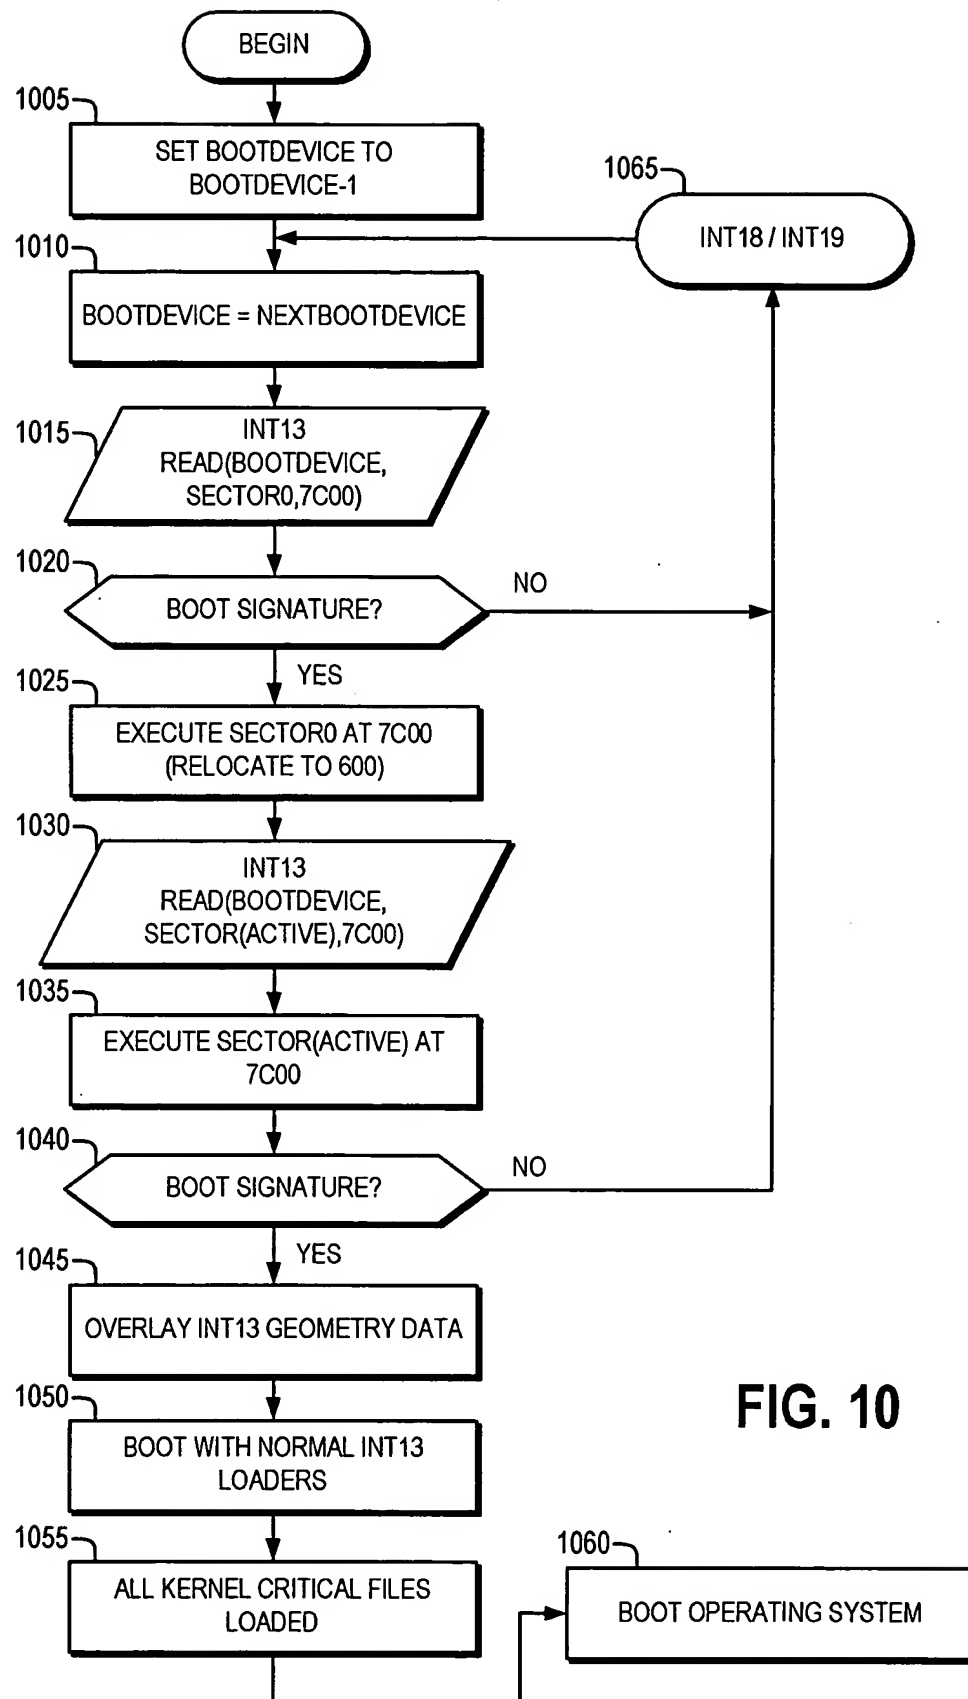 BEGIN
1005
SET BOOTDEVICE TO
BOOTDEVICE-1
1065
INT18 / INT19
1010
BOOTDEVICE = NEXTBOOTDEVICE
1015
INT13
READ(BOOTDEVICE,
SECTOR0,7C00)
1020
BOOT SIGNATURE?
NO
YES
1025
EXECUTE SECTOR0 AT 7C00
(RELOCATE TO 600)
1030
INT13
READ(BOOTDEVICE,
SECTOR(ACTIVE),7C00)
1035
EXECUTE SECTOR(ACTIVE) AT
7C00
1040
BOOT SIGNATURE?
NO
YES
1045
OVERLAY INT13 GEOMETRY DATA
1050
BOOT WITH NORMAL INT13
LOADERS
FIG. 10
1055
ALL KERNEL CRITICAL FILES
LOADED
1060
BOOT OPERATING SYSTEM